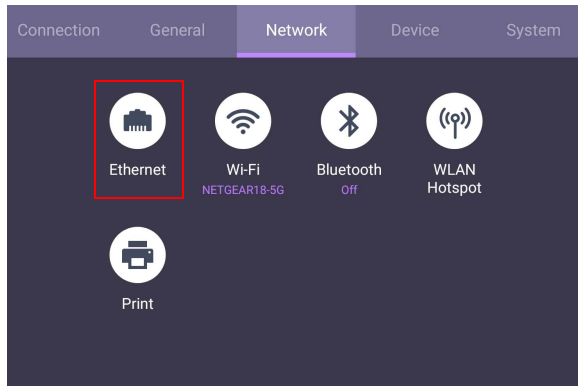 Connection General Network Device System
Ethernet Wi-Fi Bluetooth WLAN
Hotspot
NETGEAR18-5G Off
Print